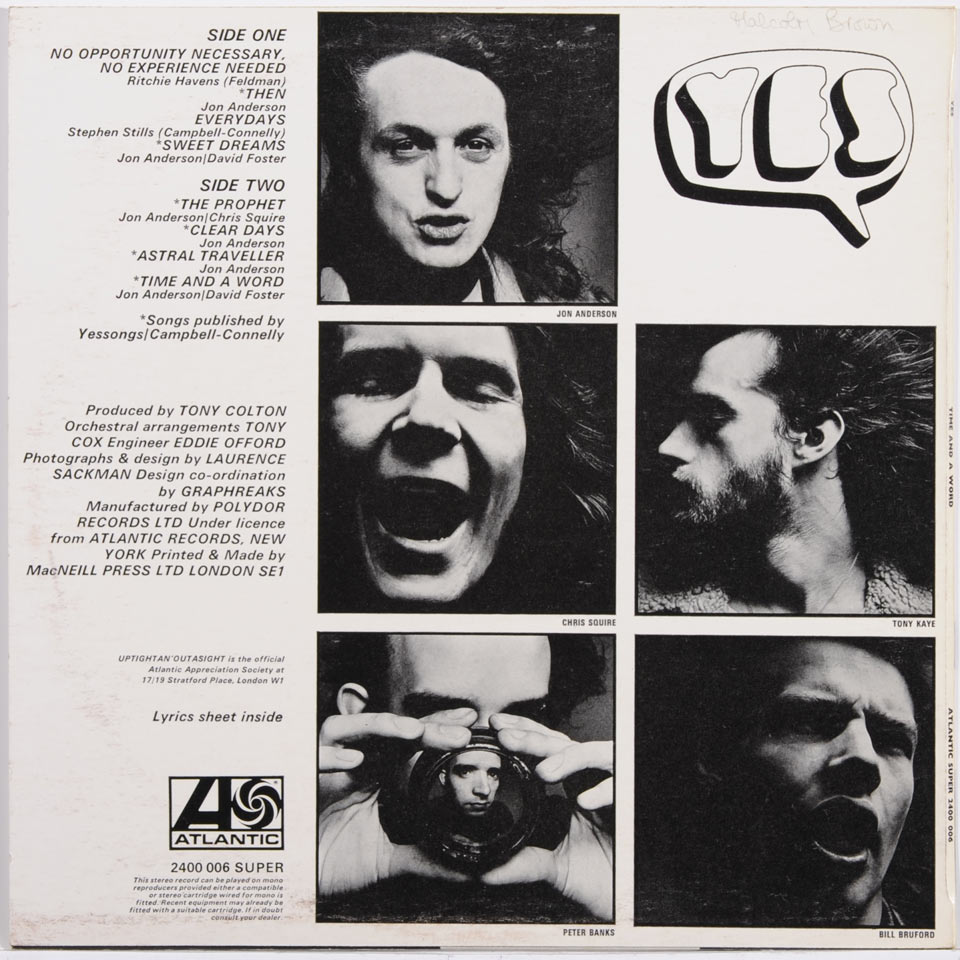 SIDE ONE
NO OPPORTUNITY NECESSARY,
NO EXPERIENCE NEEDED
Ritchie Havens (Feldman)
*THEN
Jon Anderson
EVERYDAYS
Stephen Stills (Campbell-Connelly)
*SWEET DREAMS
Jon Anderson|David Foster
SIDE TWO
*THE PROPHET
Jon Anderson|Chris Squire
*CLEAR DAYS
Jon Anderson
*ASTRAL TRAVELLER
Jon Anderson
*TIME AND A WORD
Jon Anderson|David Foster
*Songs published by
Yessongs|Campbell-Connelly
Produced by TONY COLTON
Orchestral arrangements TONY
COX Engineer EDDIE OFFORD
Photographs & design by LAURENCE
SACKMAN Design co-ordination
by GRAPHREAKS
Manufactured by POLYDOR
RECORDS LTD Under licence
from ATLANTIC RECORDS, NEW
YORK Printed & Made by
MacNEILL PRESS LTD LONDON SE1
UPTIGHTAN'OUTASIGHT is the official
Atlantic Appreciation Society at
17/19 Stratford Place, London W1
Lyrics sheet inside
A
ATLANTIC
2400 006 SUPER
This stereo record can be played on mono
reproducers provided either a compatible
or stereo cartridge wired for mono is
fitted. Recent equipment may already be
fitted with a suitable cartridge. If in doubt
consult your dealer.
Malcolm Brown
YES
JON ANDERSON
CHRIS SQUIRE
TONY KAYE
PETER BANKS
BILL BRUFORD
YES
TIME AND A WORD
ATLANTIC SUPER 2400 006